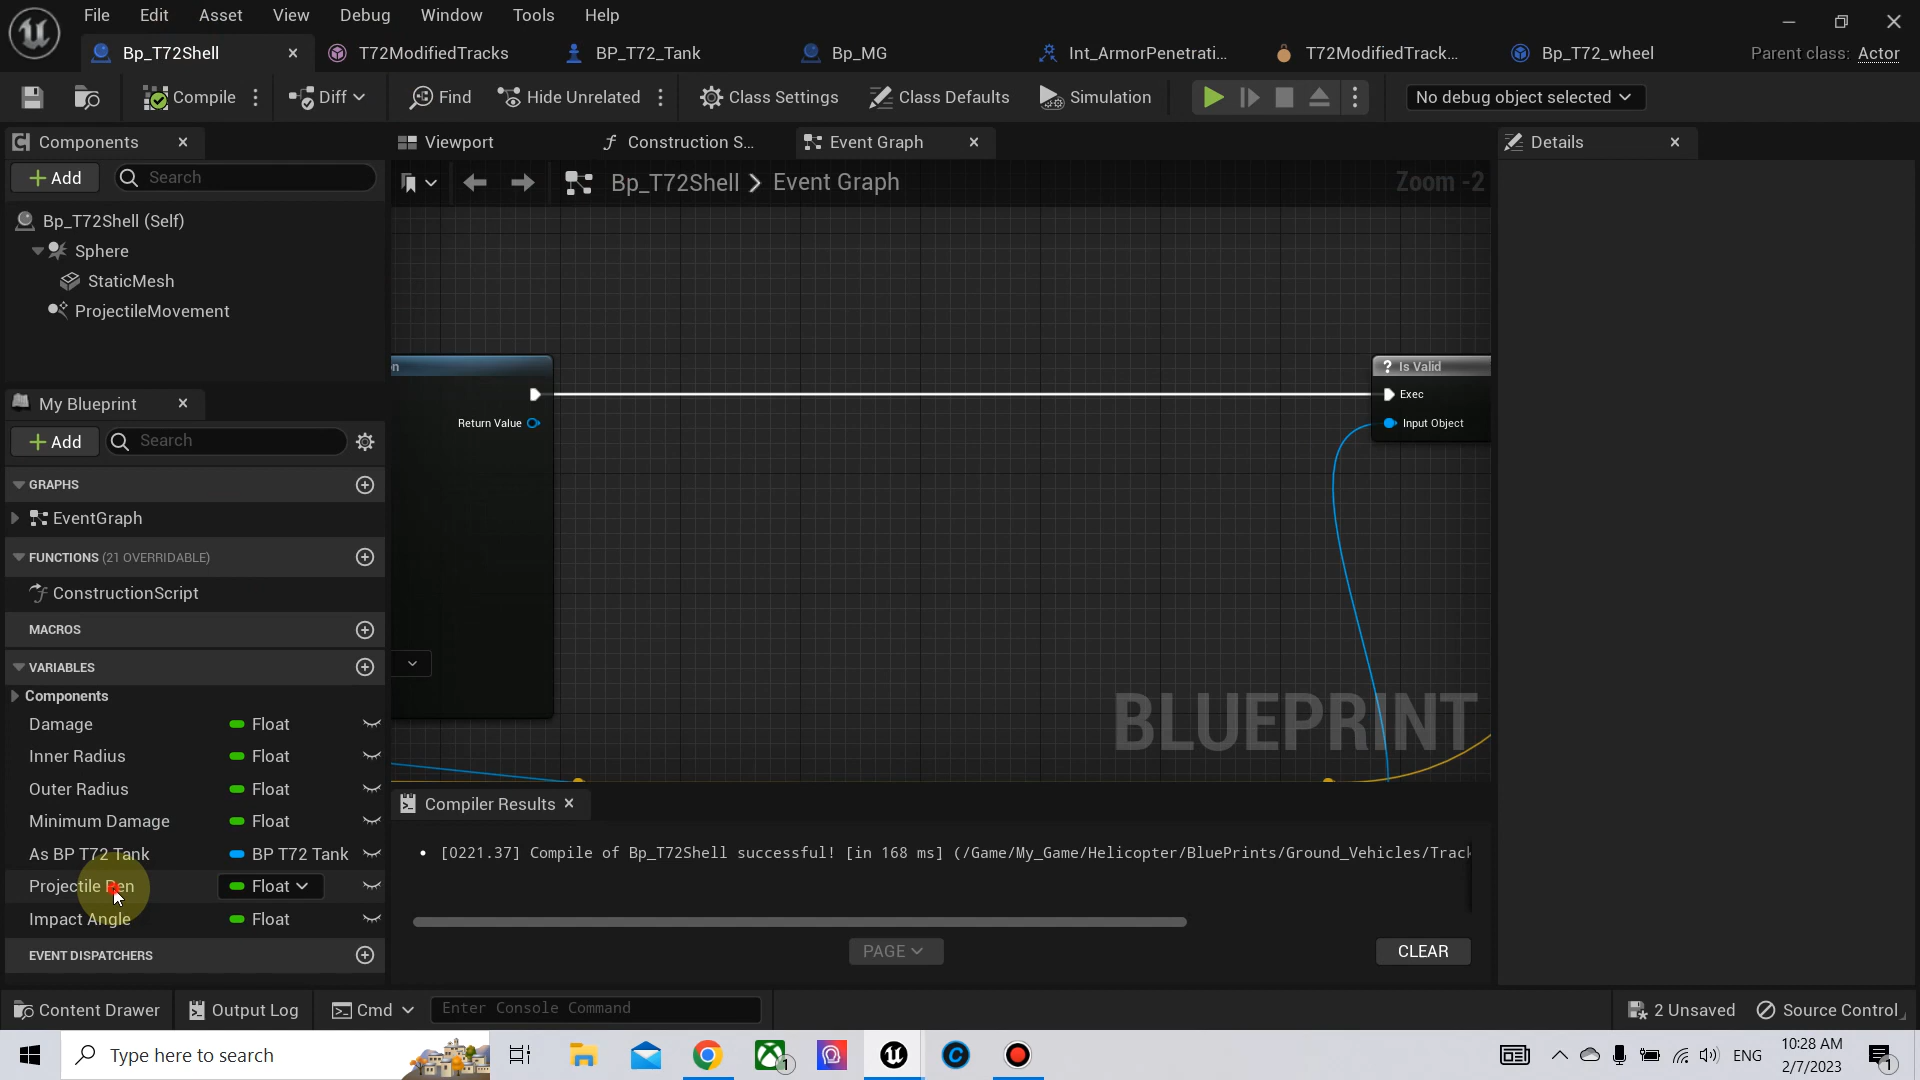 File Edit Asset View Debug Window Tools Help
Bp_T72Shell T72ModifiedTracks BP_T72_Tank Bp_MG Int_ArmorPenetrati... T72ModifiedTrack... Bp_T72_wheel Parent class: Actor
Compile Diff Find Hide Unrelated Class Settings Class Defaults Simulation No debug object selected
Components Viewport Construction S... Event Graph Details
Add Search Bp_T72Shell Event Graph Zoom -2
Bp_T72Shell (Self)
Sphere
StaticMesh
ProjectileMovement
n Is Valid
Exec
Return Value Input Object
My Blueprint
Add Search
GRAPHS
EventGraph
FUNCTIONS (21 OVERRIDABLE)
ConstructionScript
MACROS
VARIABLES
Components
Damage Float
Inner Radius Float
Outer Radius Float
Minimum Damage Float
As BP T72 Tank BP T72 Tank
Projectile Pen Float
Impact Angle Float
EVENT DISPATCHERS
BLUEPRINT
Compiler Results
[0221.37] Compile of Bp_T72Shell successful! [in 168 ms] (/Game/My_Game/Helicopter/BluePrints/Ground_Vehicles/Track
PAGE CLEAR
Content Drawer Output Log Cmd Enter Console Command 2 Unsaved Source Control
Type here to search 1 ENG 10:28 AM
2/7/2023 1